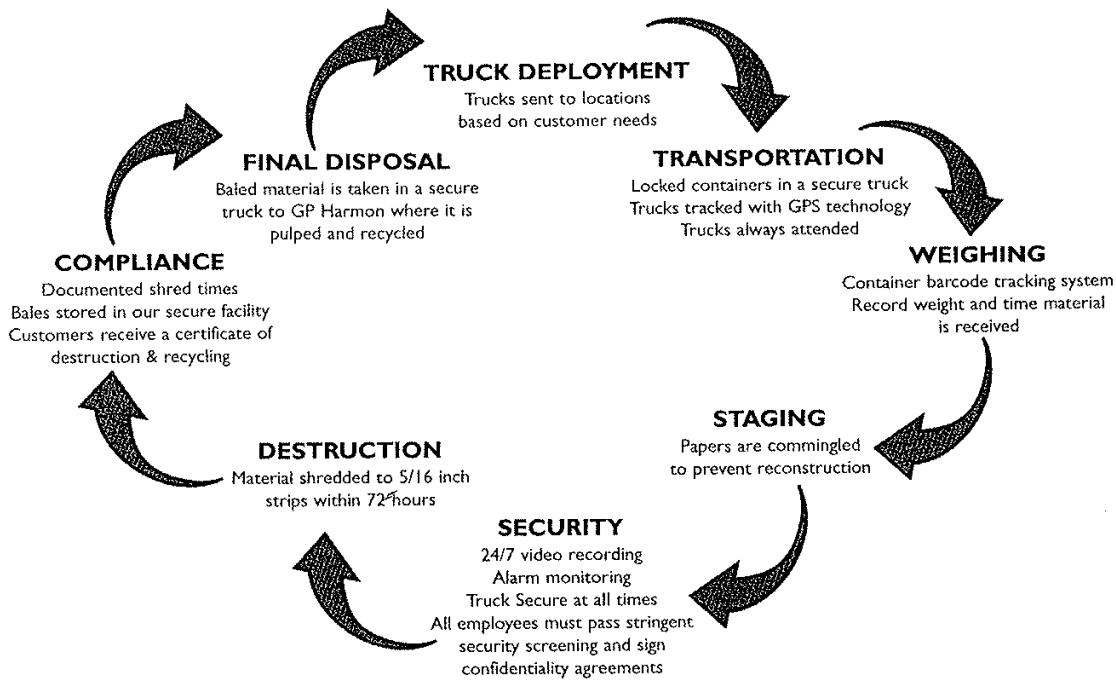 TRUCK DEPLOYMENT
Trucks sent to locations
based on customer needs
TRANSPORTATION
Locked containers in a secure truck
Trucks tracked with GPS technology
Trucks always attended
WEIGHING
Container barcode tracking system
Record weight and time material
is received
STAGING
Papers are commingled
to prevent reconstruction
SECURITY
24/7 video recording
Alarm monitoring
Truck Secure at all times
All employees must pass stringent
security screening and sign
confidentiality agreements
DESTRUCTION
Material shredded to 5/16 inch
strips within 72 hours
COMPLIANCE
Documented shred times
Bales stored in our secure facility
Customers receive a certificate of
destruction & recycling
FINAL DISPOSAL
Baled material is taken in a secure
truck to GP Harmon where it is
pulped and recycled